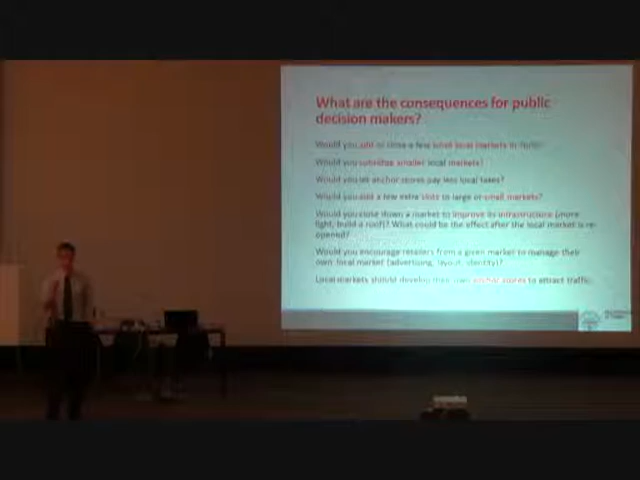 What are the consequences for public
decision makers?
Would you add or close a few small local markets in
Would you subsidize smaller local markets?
Would you let anchor stores pay less local taxes?
Would you add a few extra slots to large or small markets?
Would you close down a market to improve its infrastructure (more
light, build a roof)? What could be the effect after the local market is re-
opened?
Would you encourage retailers from a given market to manage their
own local market (advertising, layout, identity)?
Local markets should develop their own anchor stores to attract traffic.